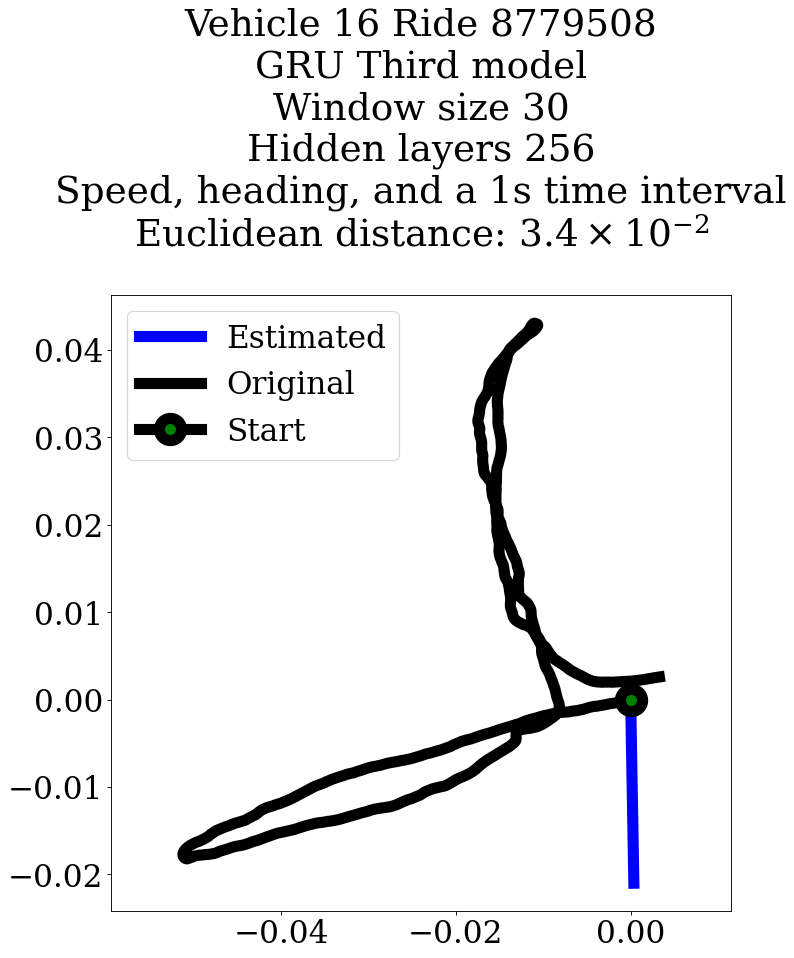 Vehicle 16 Ride 8779508
GRU Third model
Window size 30
Hidden layers 256
Speed, heading, and a 1s time interval
Euclidean distance: 3.4 × 10⁻²
Estimated
Original
Start
0.04
0.03
0.02
0.01
0.00
−0.01
−0.02
−0.04
−0.02
0.00